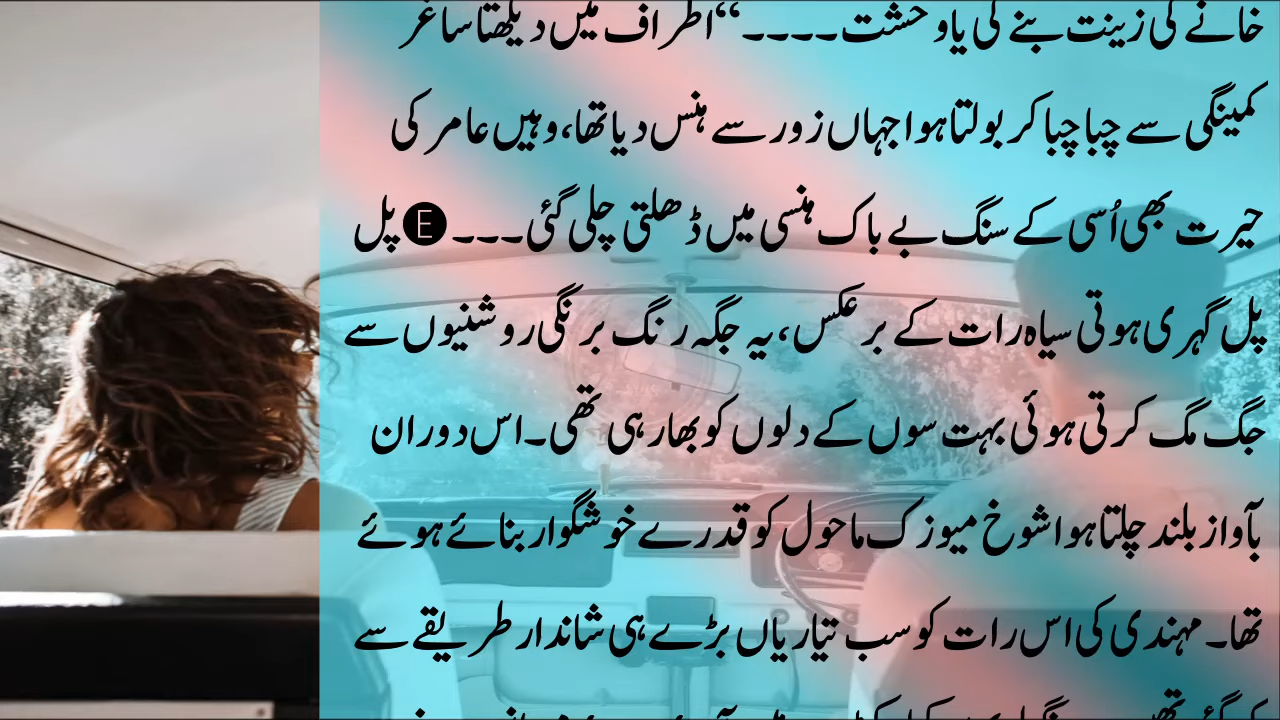 خانے کی زینت بنے گی یا وحشت۔۔۔۔“اطراف میں دیکھتا ساغر
کمینگی سے چبا چبا کر بولتا ہوا جہاں زور سے ہنس دیا تھا،وہیں عامر کی
حیرت بھی اُسی کے سنگ بے باک ہنسی میں ڈھلتی چلی گئی۔۔۔🅔پل
پل گہری ہوتی سیاہ رات کے برعکس،یہ جگہ رنگ برنگی روشنیوں سے
جگ مگ کرتی ہوئی بہت سوں کے دلوں کو بھا رہی تھی۔اس دوران
بآواز بلند چلتا ہوا شوخ میوزک ماحول کو قدرے خوشگوار بنائے ہوئے
تھا۔مہندی کی اس رات کو سب تیاریاں بڑے ہی شاندار طریقے سے